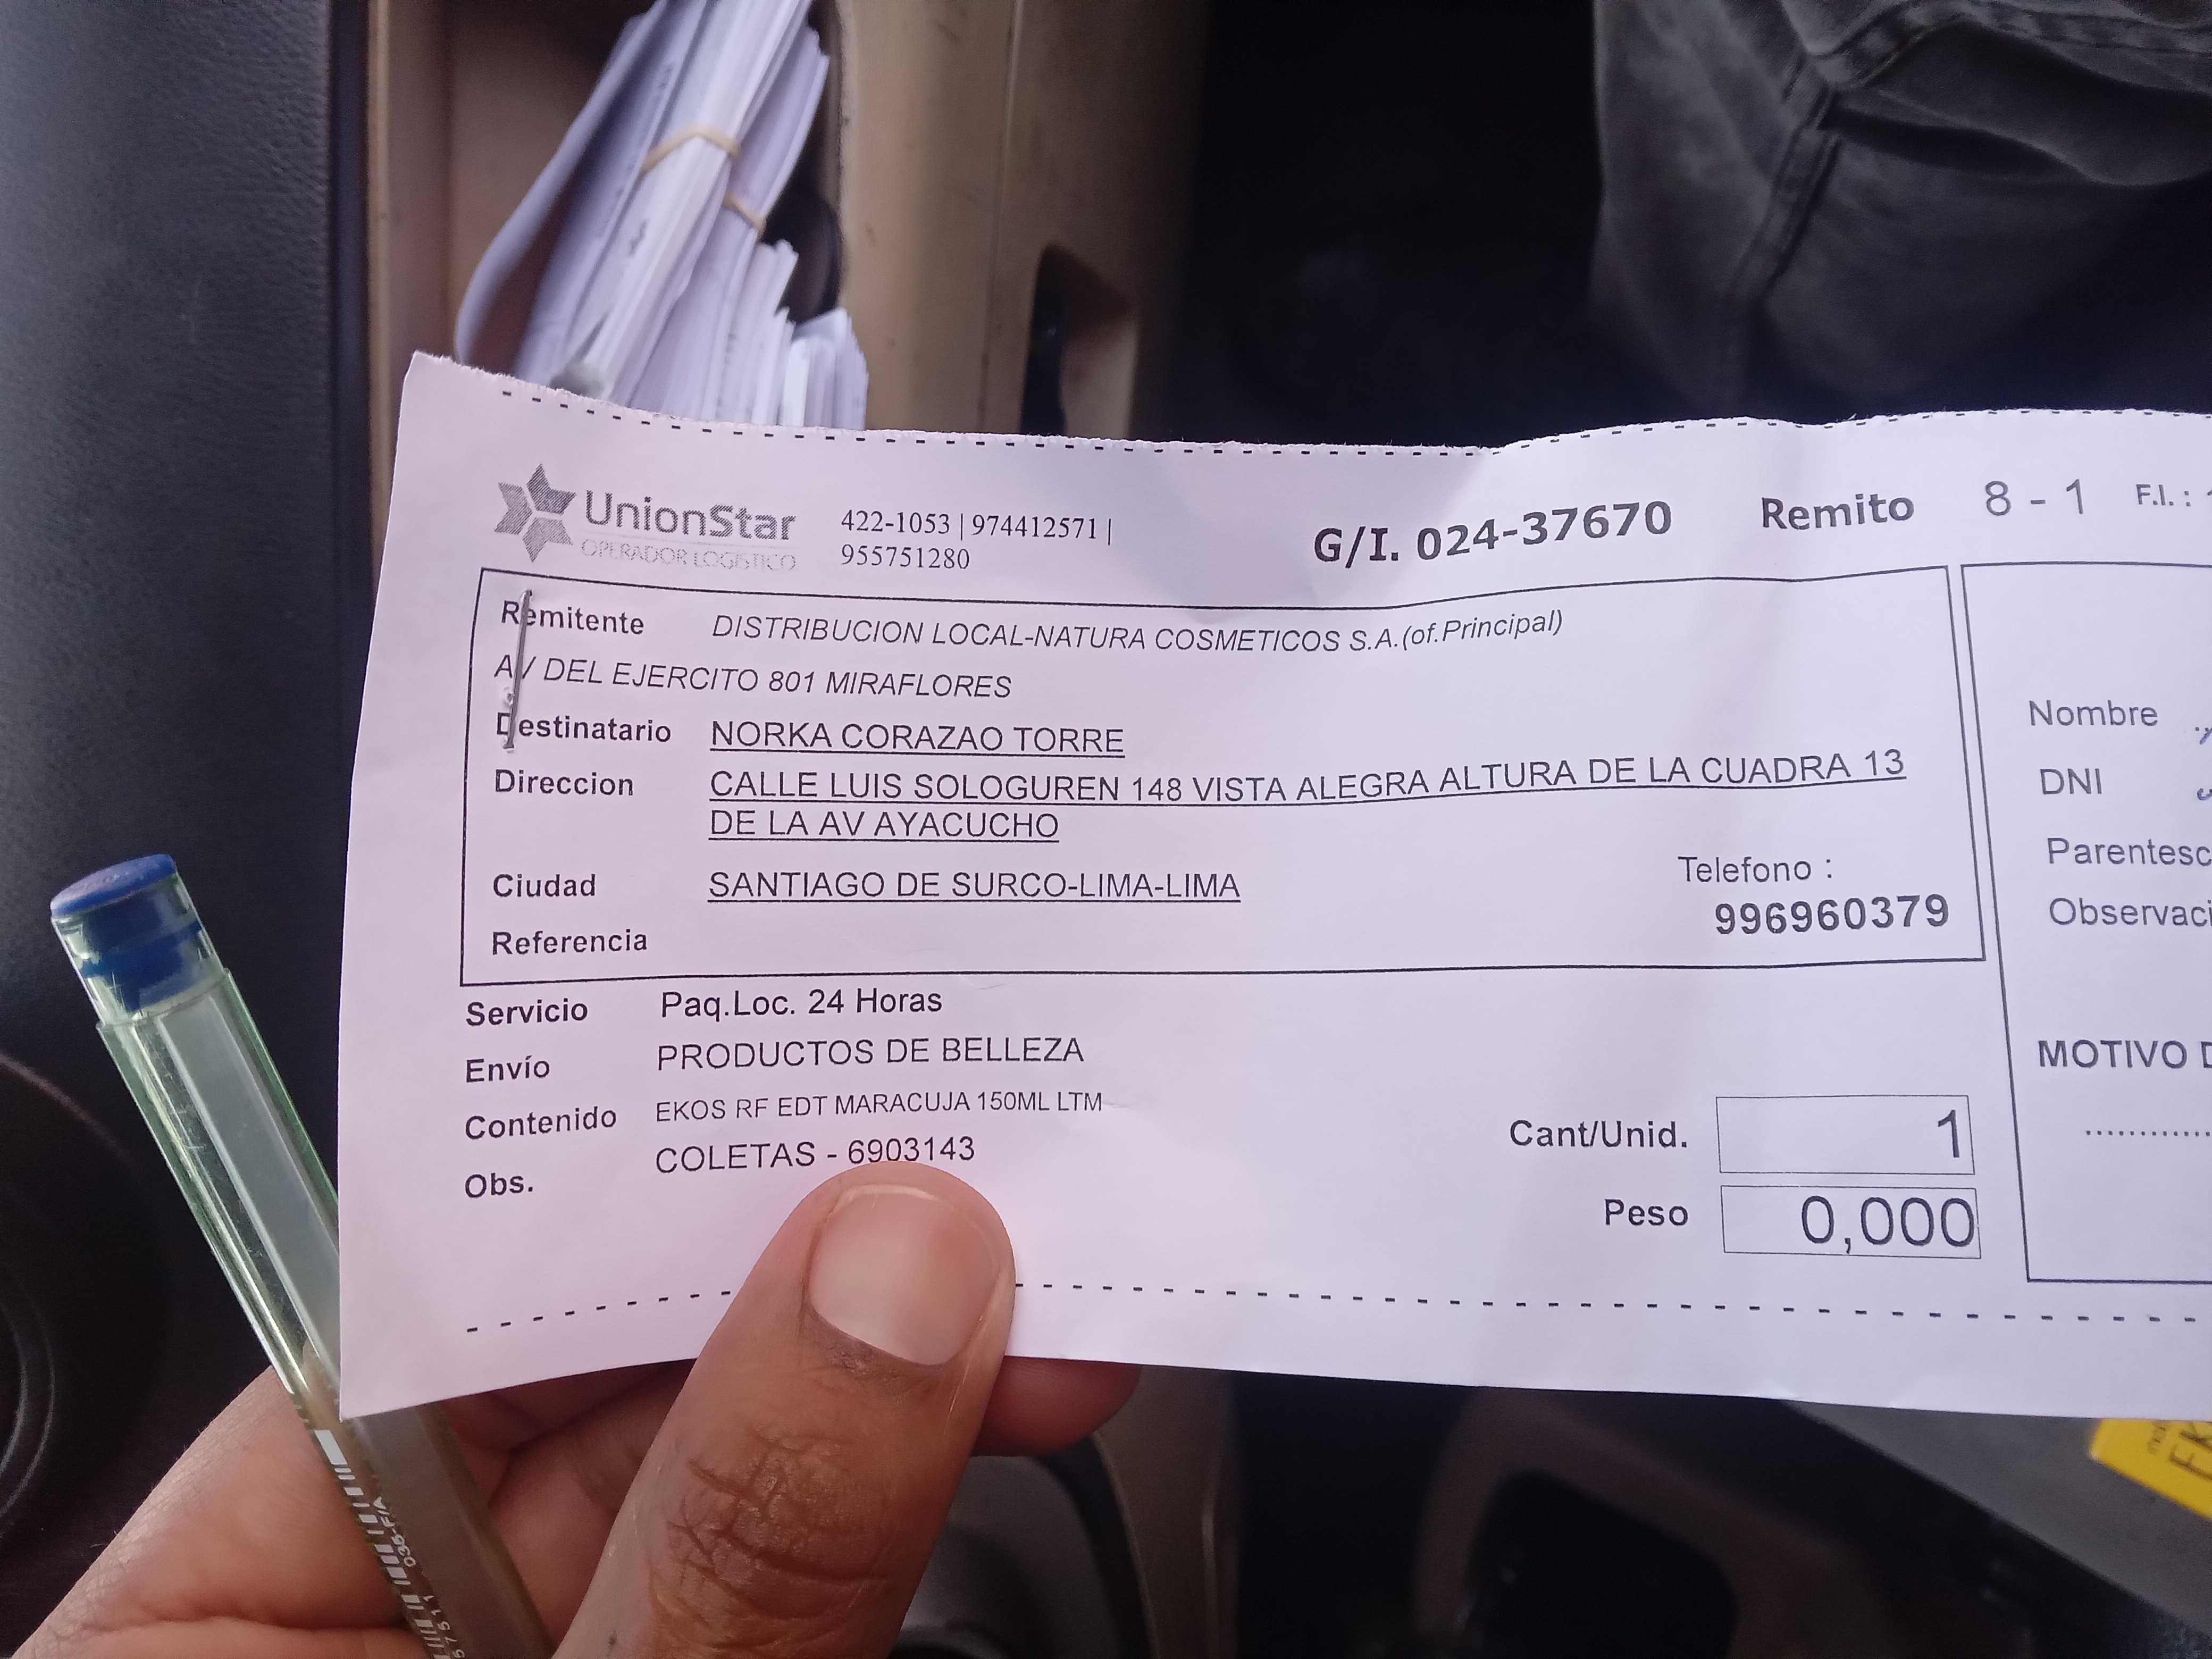 UnionStar
OPERADOR LOGISTICO
422-1053 | 974412571 |
955751280
G/I. 024-37670
Remito 8 - 1
F.I. :
Remitente DISTRIBUCION LOCAL-NATURA COSMETICOS S.A.(of.Principal)
AV DEL EJERCITO 801 MIRAFLORES
Destinatario NORKA CORAZAO TORRE
Direccion CALLE LUIS SOLOGUREN 148 VISTA ALEGRA ALTURA DE LA CUADRA 13
DE LA AV AYACUCHO
Ciudad SANTIAGO DE SURCO-LIMA-LIMA
Telefono :
996960379
Referencia
Servicio Paq.Loc. 24 Horas
Envío PRODUCTOS DE BELLEZA
Contenido EKOS RF EDT MARACUJA 150ML LTM
Obs. COLETAS - 6903143
Cant/Unid. 1
Peso 0,000
Nombre
DNI
Parentesc
Observaci
MOTIVO D